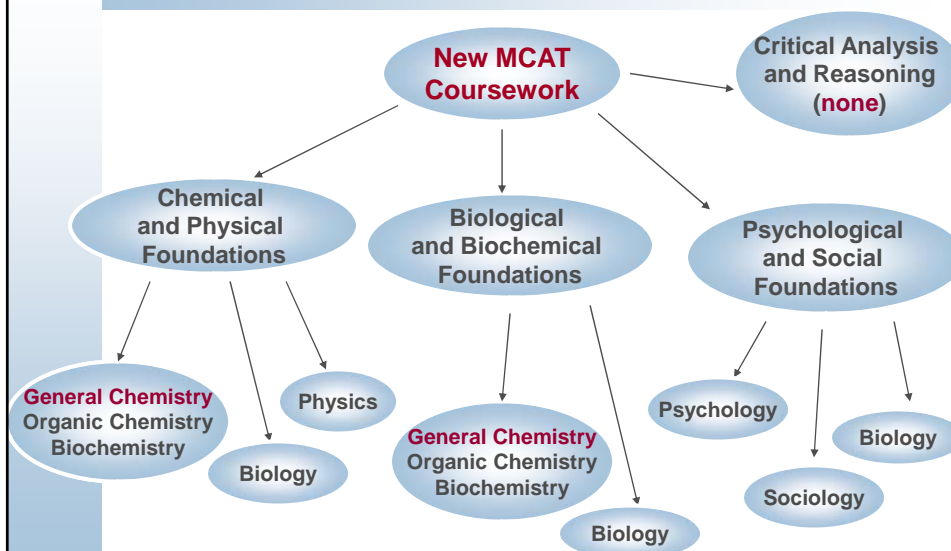 New MCAT
Coursework
Critical Analysis
and Reasoning
(none)
Chemical
and Physical
Foundations
Biological
and Biochemical
Foundations
Psychological
and Social
Foundations
General Chemistry
Organic Chemistry
Biochemistry
Biology
Physics
General Chemistry
Organic Chemistry
Biochemistry
Biology
Psychology
Sociology
Biology